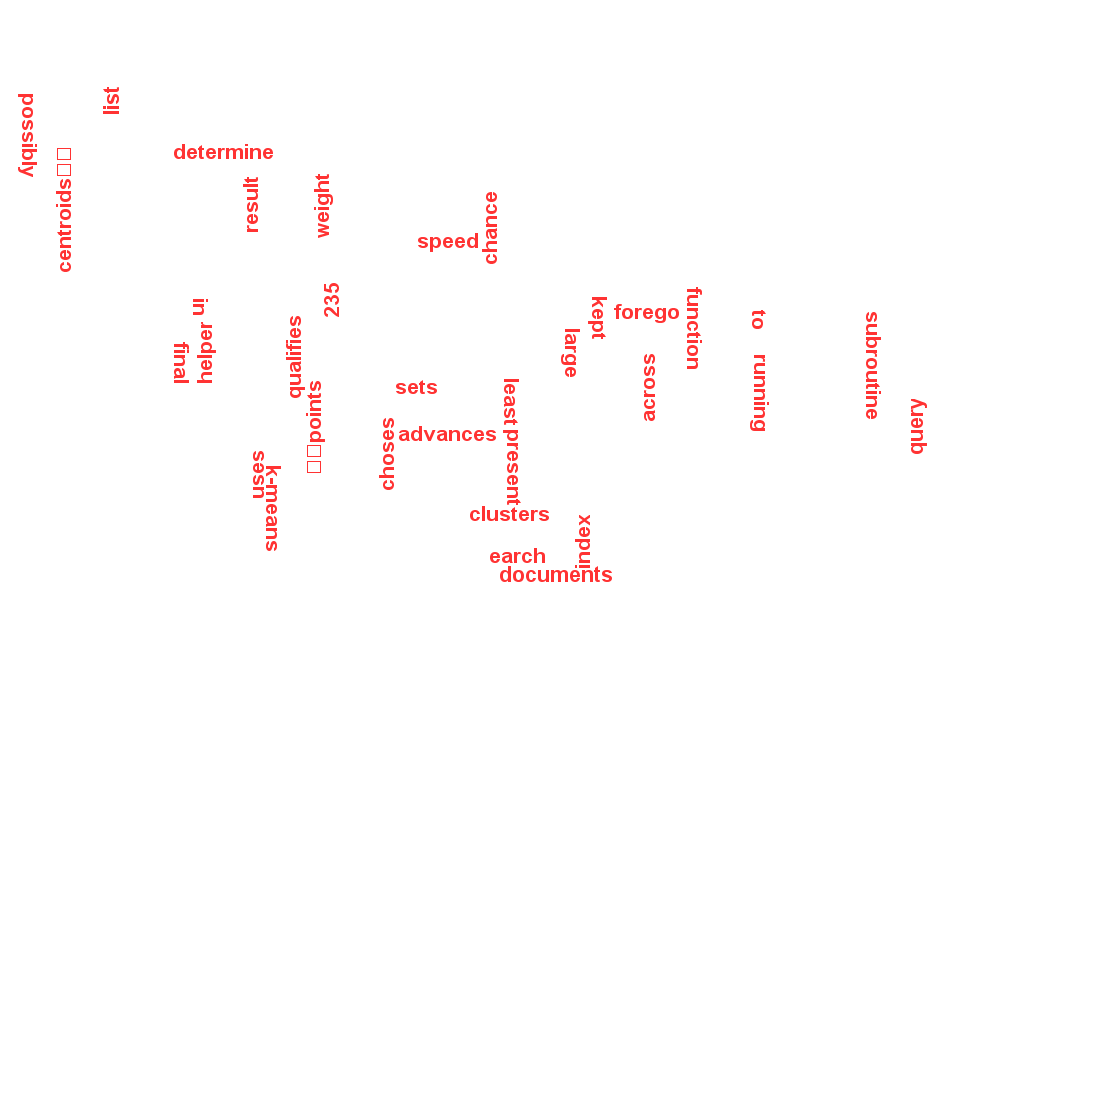 list
possibly
determine
centroids□□
result
weight
chance
speed
235
in
helper
final
qualifies
kept
forego
function
to
subroutine
large
across
running
sets
least
□□points
advances
choses
query
present
uses
k-means
clusters
index
earch
documents